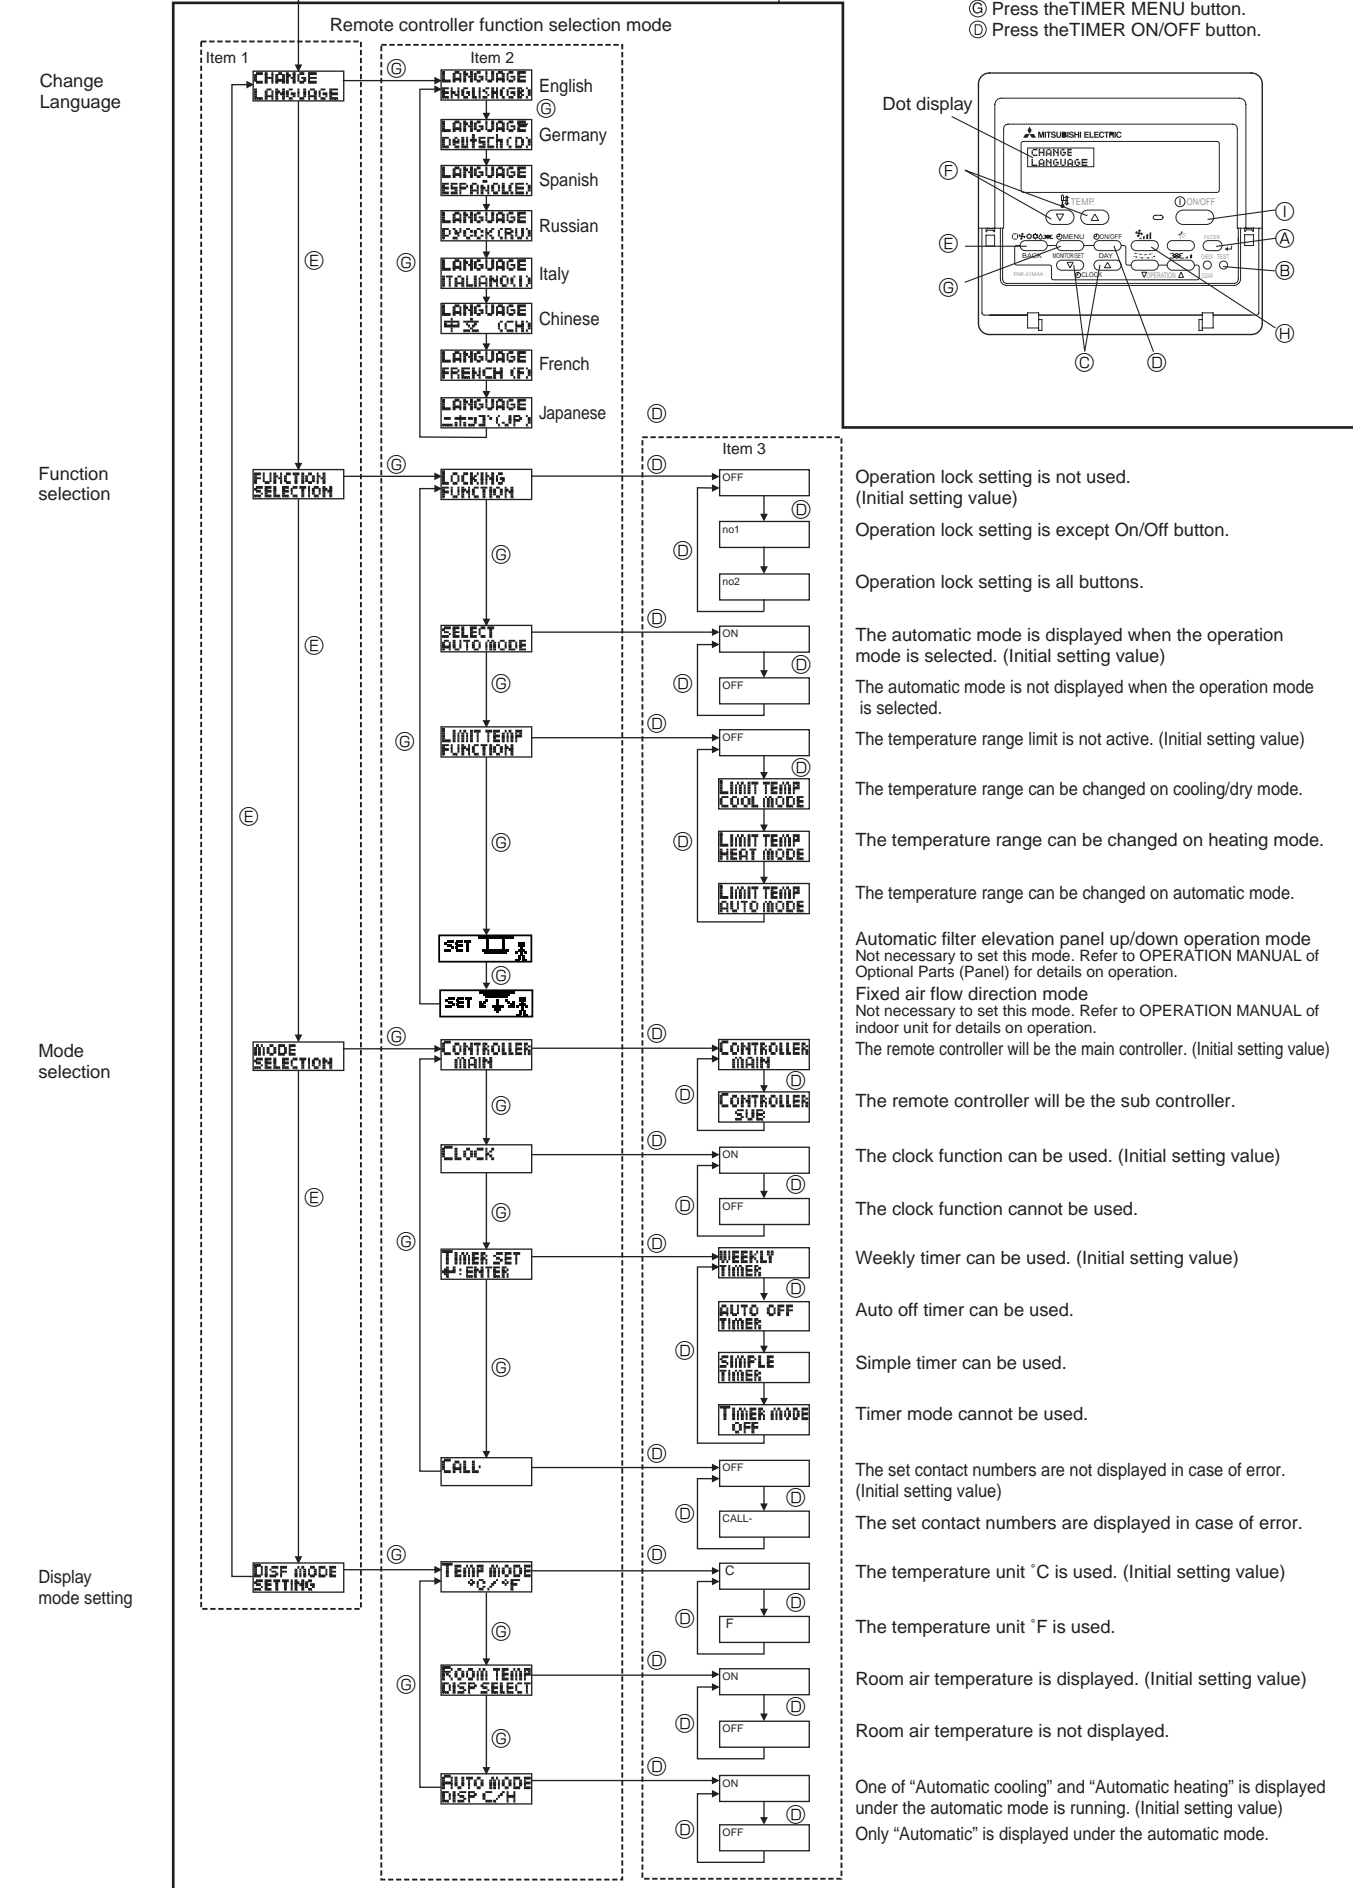 Ⓖ Press theTIMER MENU button.
Ⓓ Press theTIMER ON/OFF button.
Remote controller function selection mode
Item 1
Item 2
Change
Language
CHANGE
LANGUAGE
Ⓖ
LANGUAGE
ENGLISH(GB)
English
Ⓖ
LANGUAGE
Deutsch(D)
Germany
LANGUAGE
ESPAÑOL(E)
Spanish
LANGUAGE
РУССК(RU)
Russian
Ⓔ
Ⓖ
LANGUAGE
ITALIANO(I)
Italy
LANGUAGE
中文 (CH)
Chinese
LANGUAGE
FRENCH (F)
French
LANGUAGE
ニホンゴ(JP)
Japanese
Ⓓ
Dot display
MITSUBISHI ELECTRIC
CHANGE
LANGUAGE
Ⓕ
TEMP.
ON/OFF
Ⓘ
Ⓔ
MENU
ON/OFF
FILTER
Ⓐ
BACK
MONITOR/SET
DAY
CHECK TEST
Ⓑ
PAR-21MAA
CLOCK
OPERATION
CLEAR
Ⓖ
Ⓗ
Ⓒ
Ⓓ
Item 3
Function
selection
FUNCTION
SELECTION
Ⓖ
LOCKING
FUNCTION
Ⓓ
OFF
Operation lock setting is not used.
(Initial setting value)
Ⓓ
no1
Operation lock setting is except On/Off button.
Ⓖ
Ⓓ
no2
Operation lock setting is all buttons.
Ⓔ
SELECT
AUTO MODE
Ⓓ
ON
The automatic mode is displayed when the operation
mode is selected. (Initial setting value)
Ⓓ
Ⓖ
Ⓓ
OFF
The automatic mode is not displayed when the operation mode
is selected.
Ⓖ
LIMIT TEMP
FUNCTION
Ⓓ
OFF
The temperature range limit is not active. (Initial setting value)
Ⓓ
LIMIT TEMP
COOL MODE
The temperature range can be changed on cooling/dry mode.
Ⓔ
Ⓖ
Ⓓ
LIMIT TEMP
HEAT MODE
The temperature range can be changed on heating mode.
LIMIT TEMP
AUTO MODE
The temperature range can be changed on automatic mode.
SET
Automatic filter elevation panel up/down operation mode
Not necessary to set this mode. Refer to OPERATION MANUAL of
Optional Parts (Panel) for details on operation.
Ⓖ
SET
Fixed air flow direction mode
Not necessary to set this mode. Refer to OPERATION MANUAL of
indoor unit for details on operation.
Mode
selection
MODE
SELECTION
Ⓖ
CONTROLLER
MAIN
Ⓓ
CONTROLLER
MAIN
The remote controller will be the main controller. (Initial setting value)
Ⓓ
Ⓖ
Ⓓ
CONTROLLER
SUB
The remote controller will be the sub controller.
CLOCK
Ⓓ
ON
The clock function can be used. (Initial setting value)
Ⓓ
Ⓔ
Ⓖ
Ⓓ
OFF
The clock function cannot be used.
Ⓖ
TIMER SET
↵:ENTER
Ⓓ
WEEKLY
TIMER
Weekly timer can be used. (Initial setting value)
Ⓓ
AUTO OFF
TIMER
Auto off timer can be used.
Ⓖ
Ⓓ
SIMPLE
TIMER
Simple timer can be used.
TIMER MODE
OFF
Timer mode cannot be used.
CALL-
Ⓓ
OFF
The set contact numbers are not displayed in case of error.
(Initial setting value)
Ⓓ
Ⓓ
CALL-
The set contact numbers are displayed in case of error.
Display
mode setting
DISP MODE
SETTING
Ⓖ
TEMP MODE
°C/°F
Ⓓ
C
The temperature unit ˚C is used. (Initial setting value)
Ⓓ
Ⓖ
Ⓓ
F
The temperature unit ˚F is used.
Ⓖ
ROOM TEMP
DISP SELECT
Ⓓ
ON
Room air temperature is displayed. (Initial setting value)
Ⓓ
Ⓖ
Ⓓ
OFF
Room air temperature is not displayed.
AUTO MODE
DISP C/H
Ⓓ
ON
One of “Automatic cooling” and “Automatic heating” is displayed
under the automatic mode is running. (Initial setting value)
Ⓓ
Ⓓ
OFF
Only “Automatic” is displayed under the automatic mode.